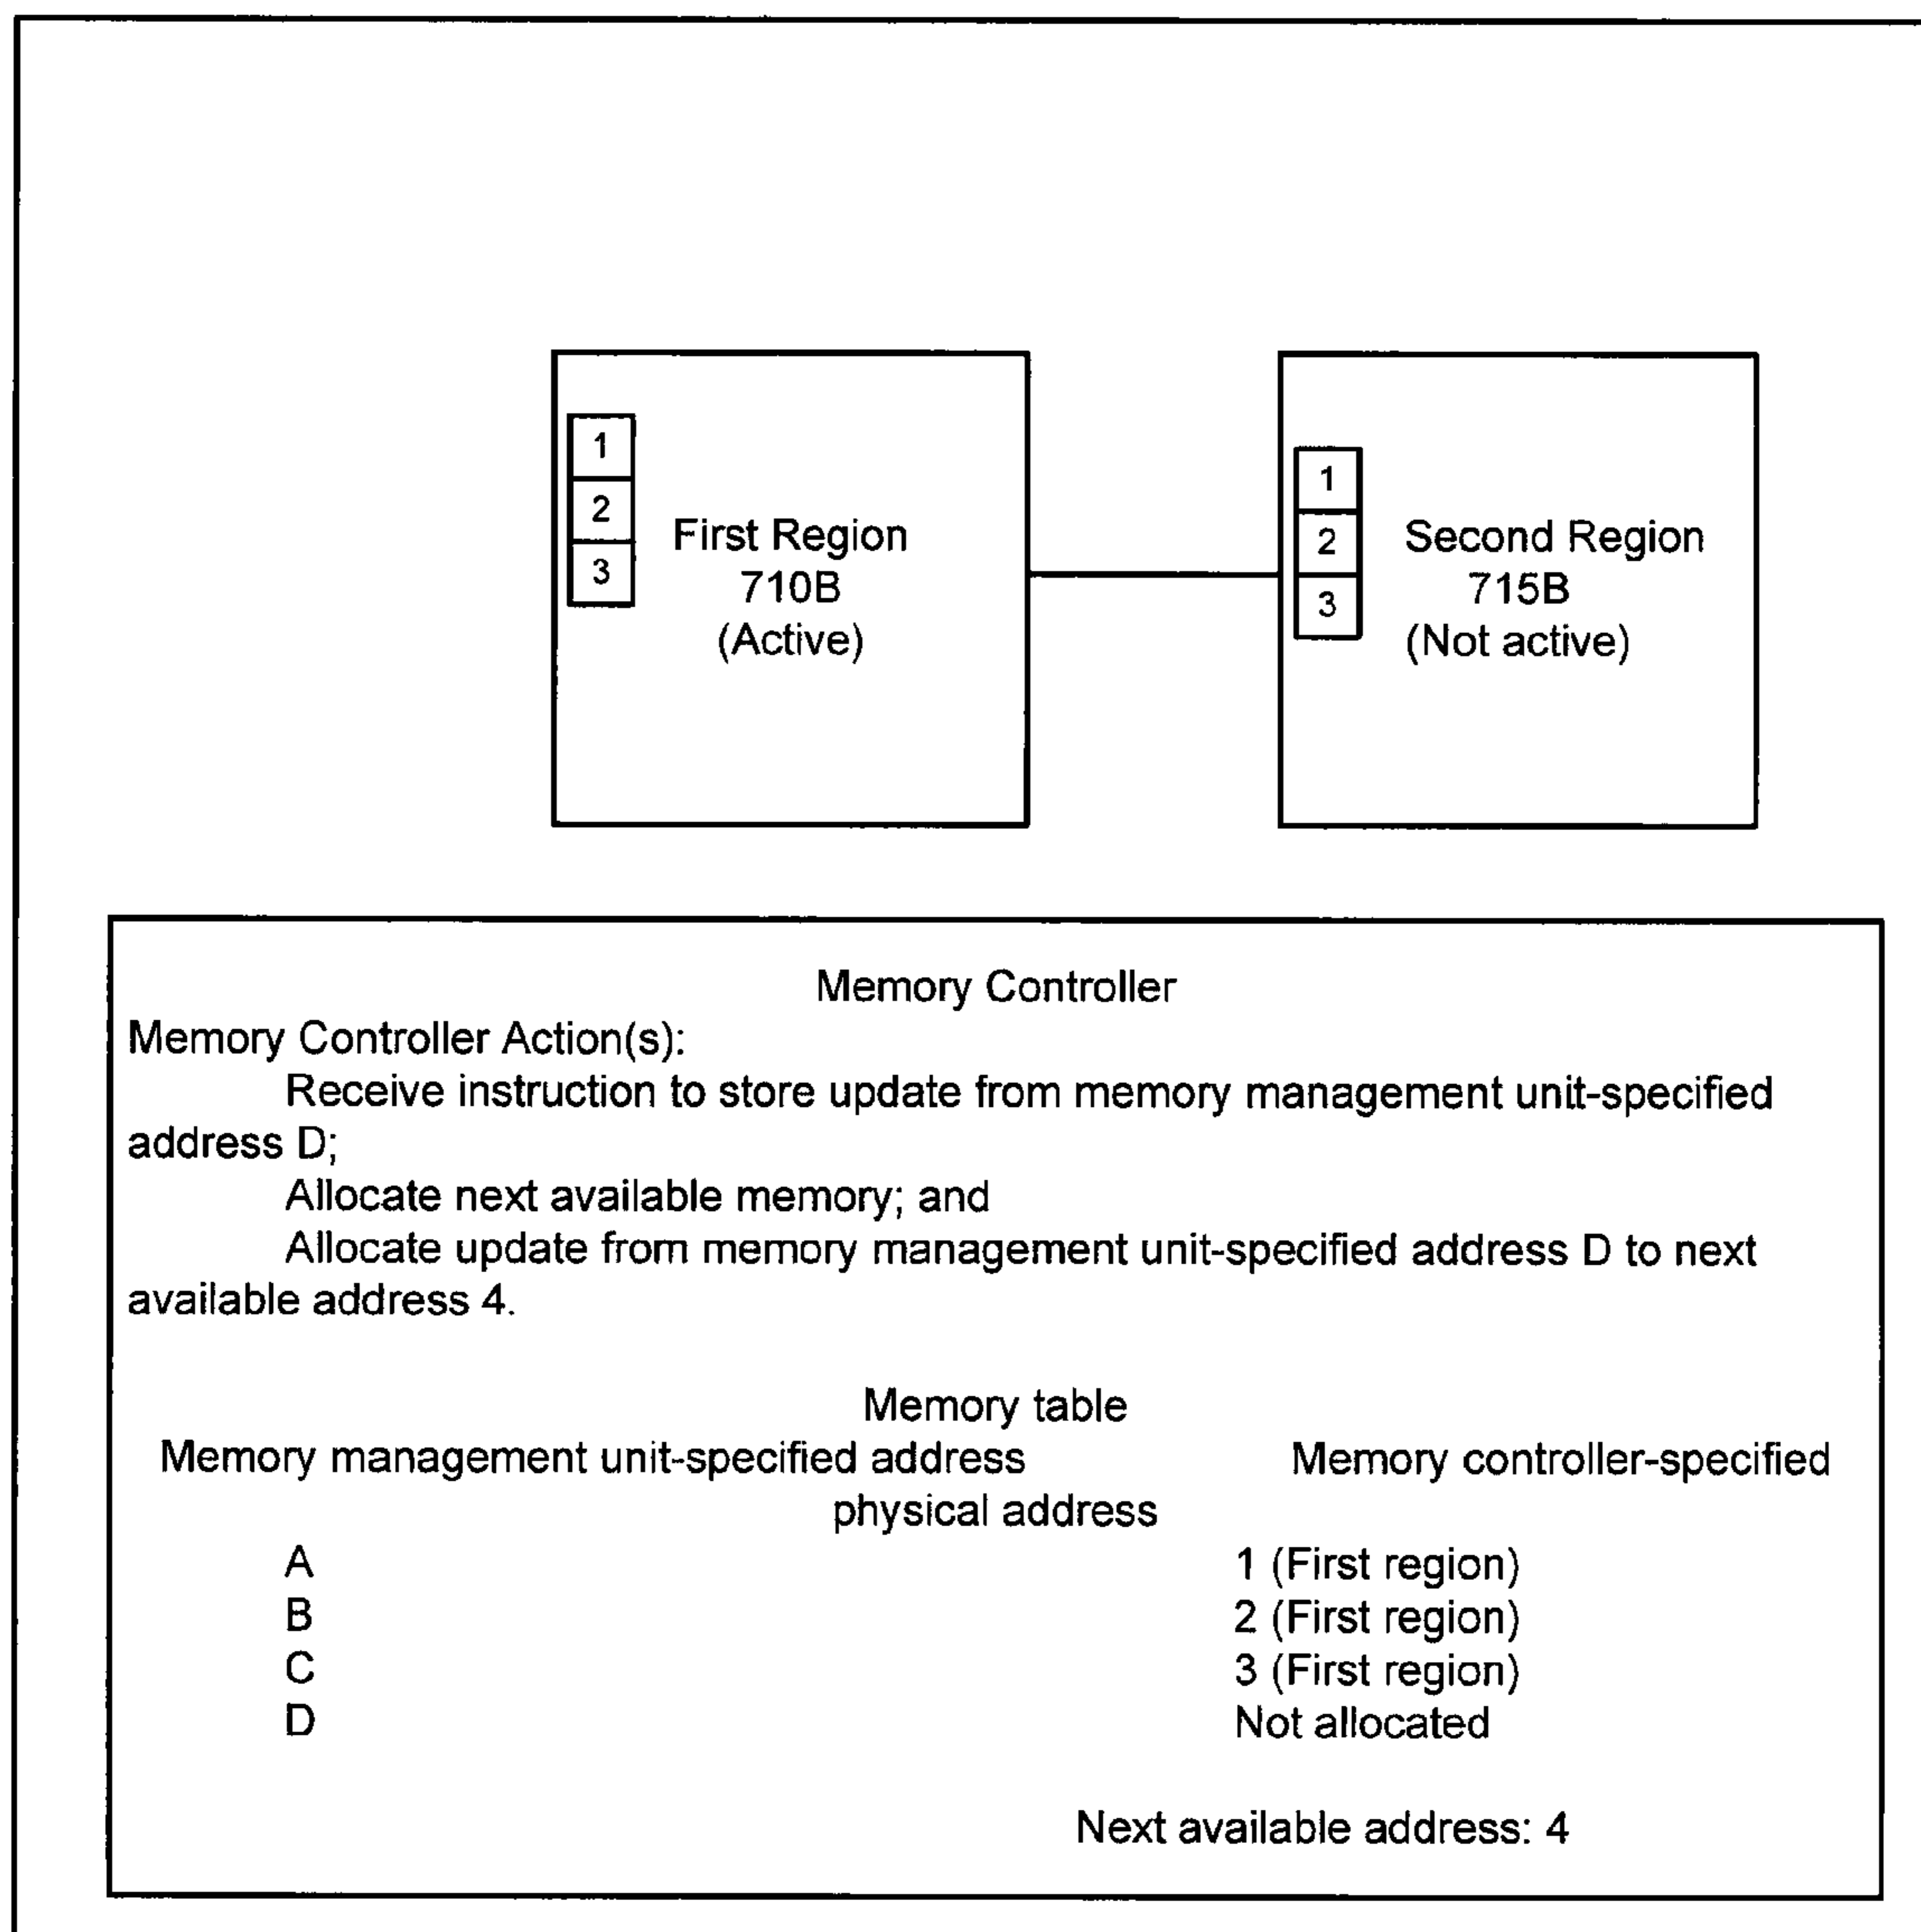 1
2
3
First Region
710B
(Active)
1
2
3
Second Region
715B
(Not active)
Memory Controller
Memory Controller Action(s):
Receive instruction to store update from memory management unit-specified
address D;
Allocate next available memory; and
Allocate update from memory management unit-specified address D to next
available address 4.
Memory table
Memory management unit-specified address Memory controller-specified
physical address
A 1 (First region)
B 2 (First region)
C 3 (First region)
D Not allocated
Next available address: 4